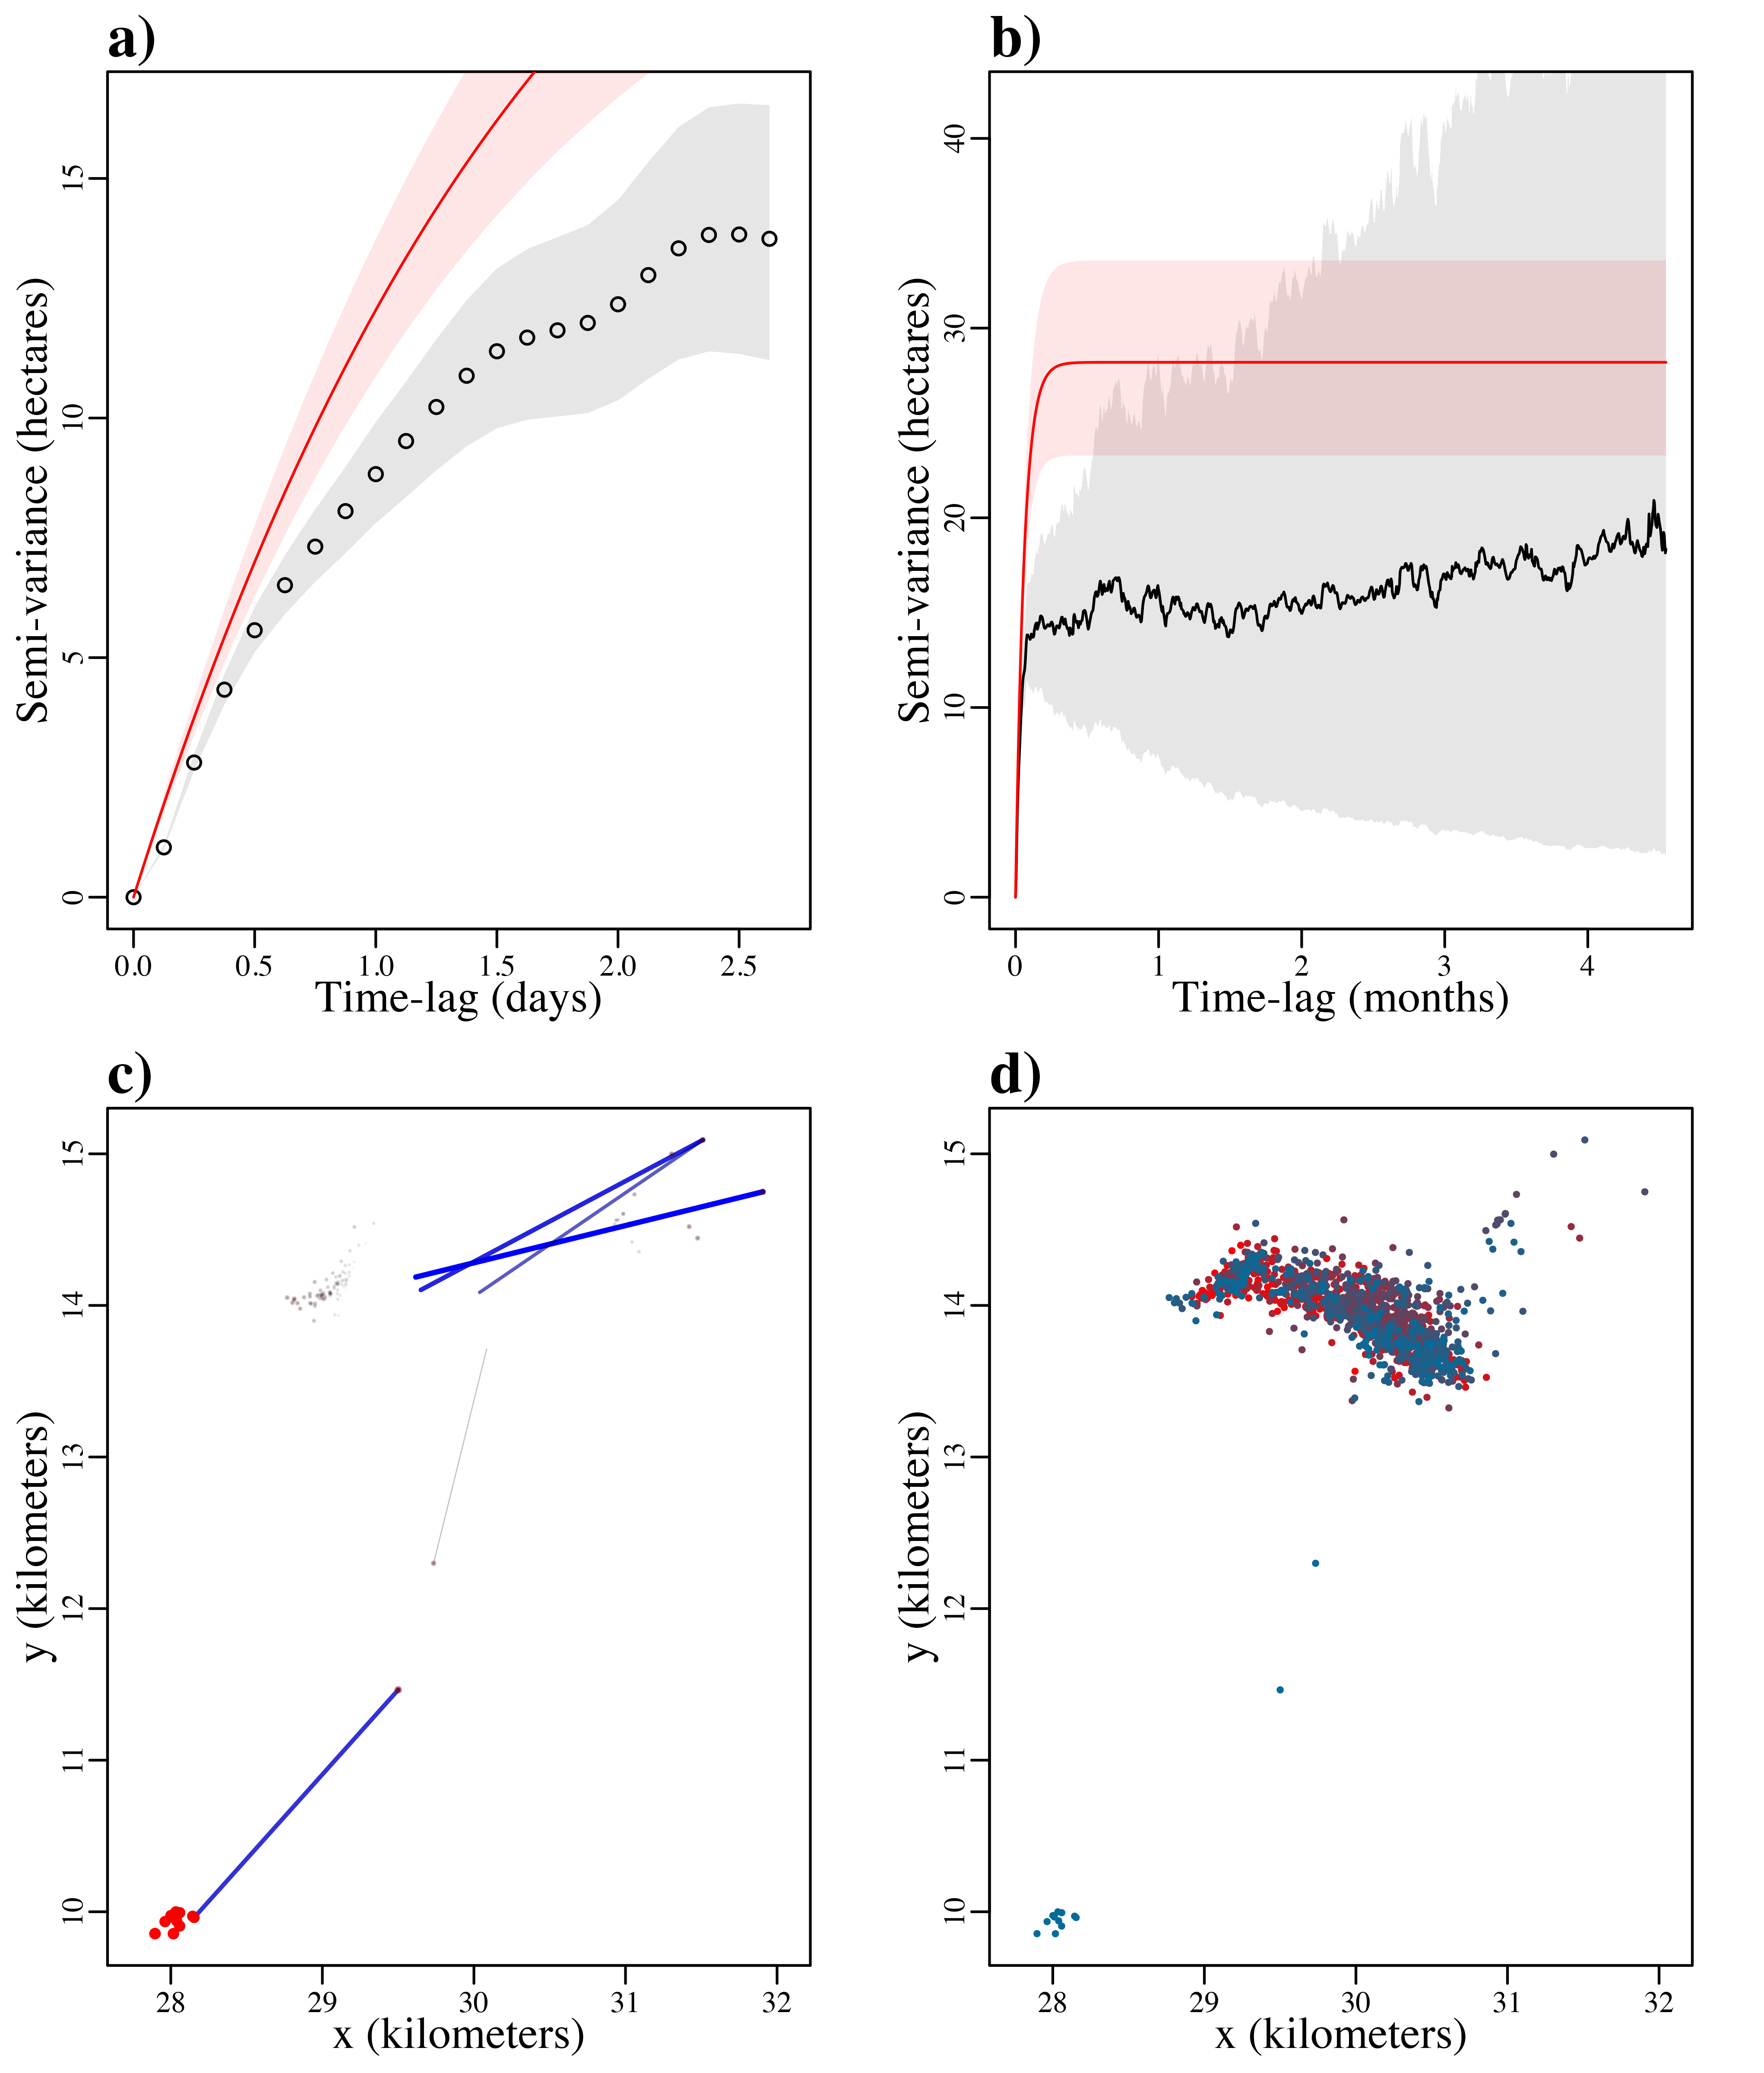 a)
Semi-variance (hectares)
15
10
5
0
0.0 0.5 1.0 1.5 2.0 2.5
Time-lag (days)
b)
Semi-variance (hectares)
40
30
20
10
0
0 1 2 3 4
Time-lag (months)
c)
y (kilometers)
15
14
13
12
11
10
28 29 30 31 32
x (kilometers)
d)
y (kilometers)
15
14
13
12
11
10
28 29 30 31 32
x (kilometers)